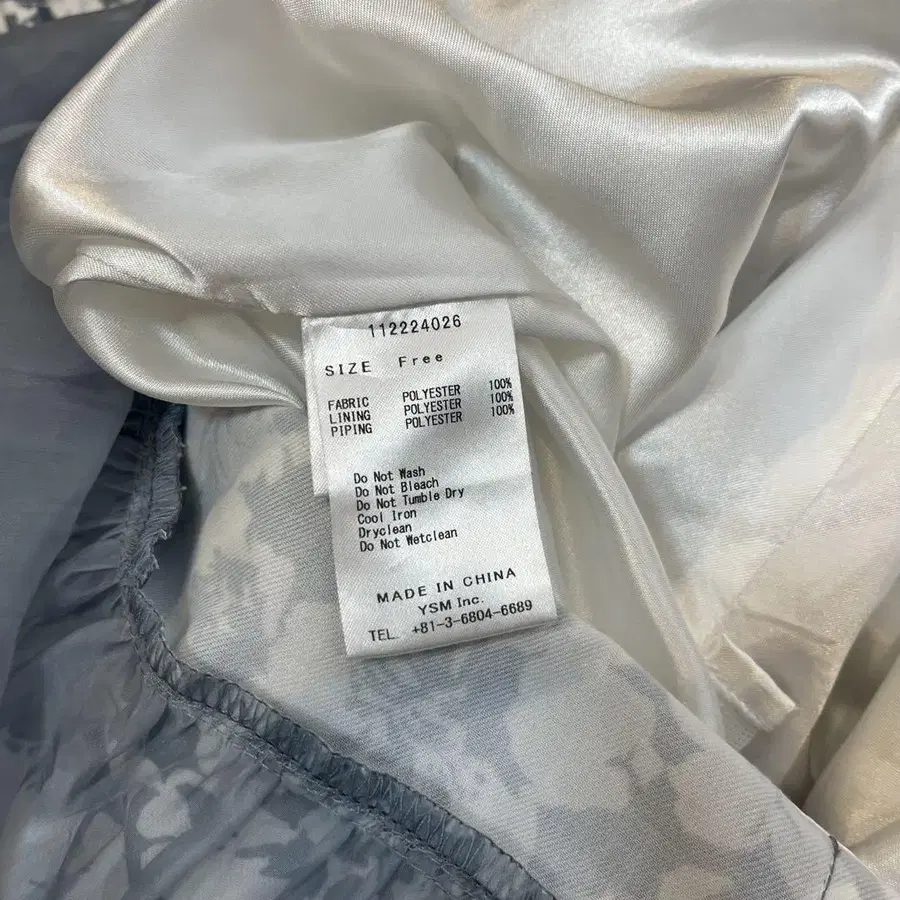 112224026
SIZE Free
FABRIC POLYESTER 100%
LINING POLYESTER 100%
PIPING POLYESTER 100%
Do Not Wash
Do Not Bleach
Do Not Tumble Dry
Cool Iron
Dryclean
Do Not Wetclean
MADE IN CHINA
YSM Inc.
TEL. +81-3-6804-6689